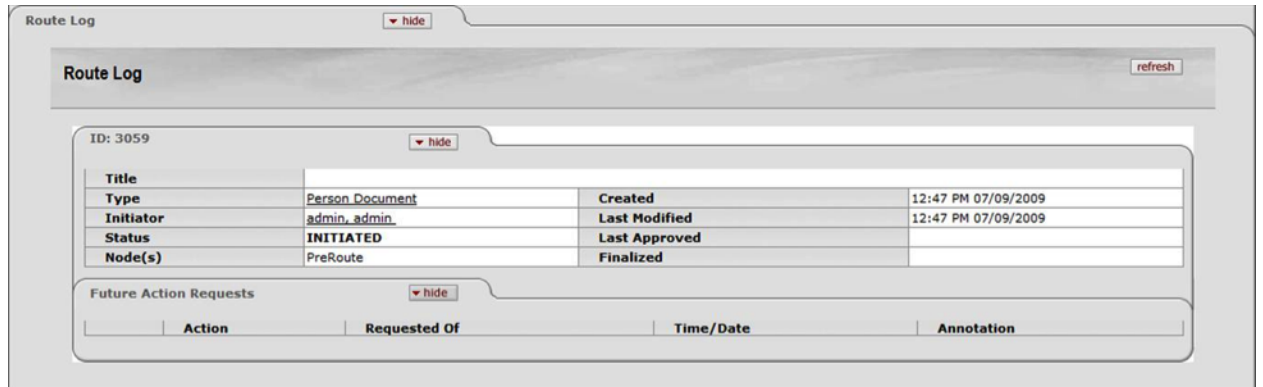 Route Log hide
Route Log refresh
ID: 3059 hide
Title
Type Person Document Created 12:47 PM 07/09/2009
Initiator admin, admin Last Modified 12:47 PM 07/09/2009
Status INITIATED Last Approved
Node(s) PreRoute Finalized
Future Action Requests hide
Action Requested Of Time/Date Annotation